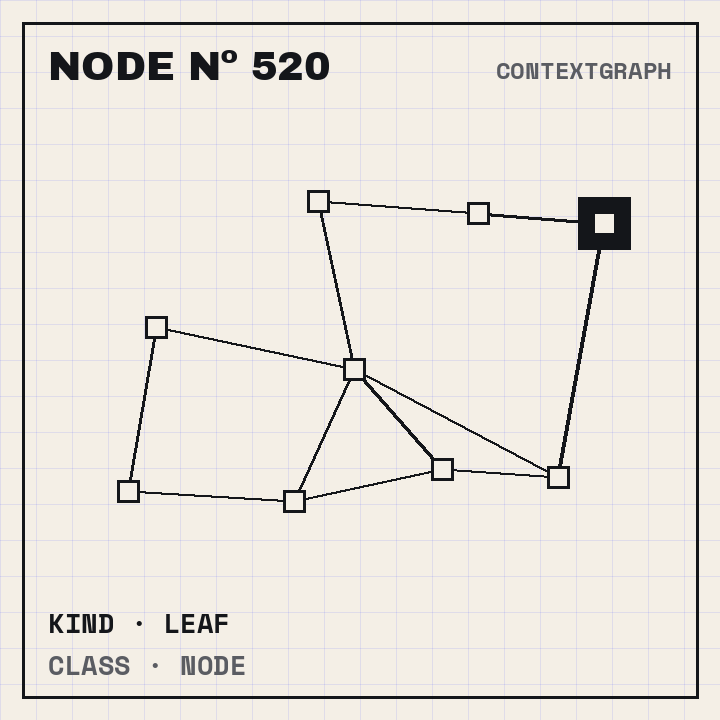 NODE Nº 520
CONTEXTGRAPH
KIND · LEAF
CLASS · NODE